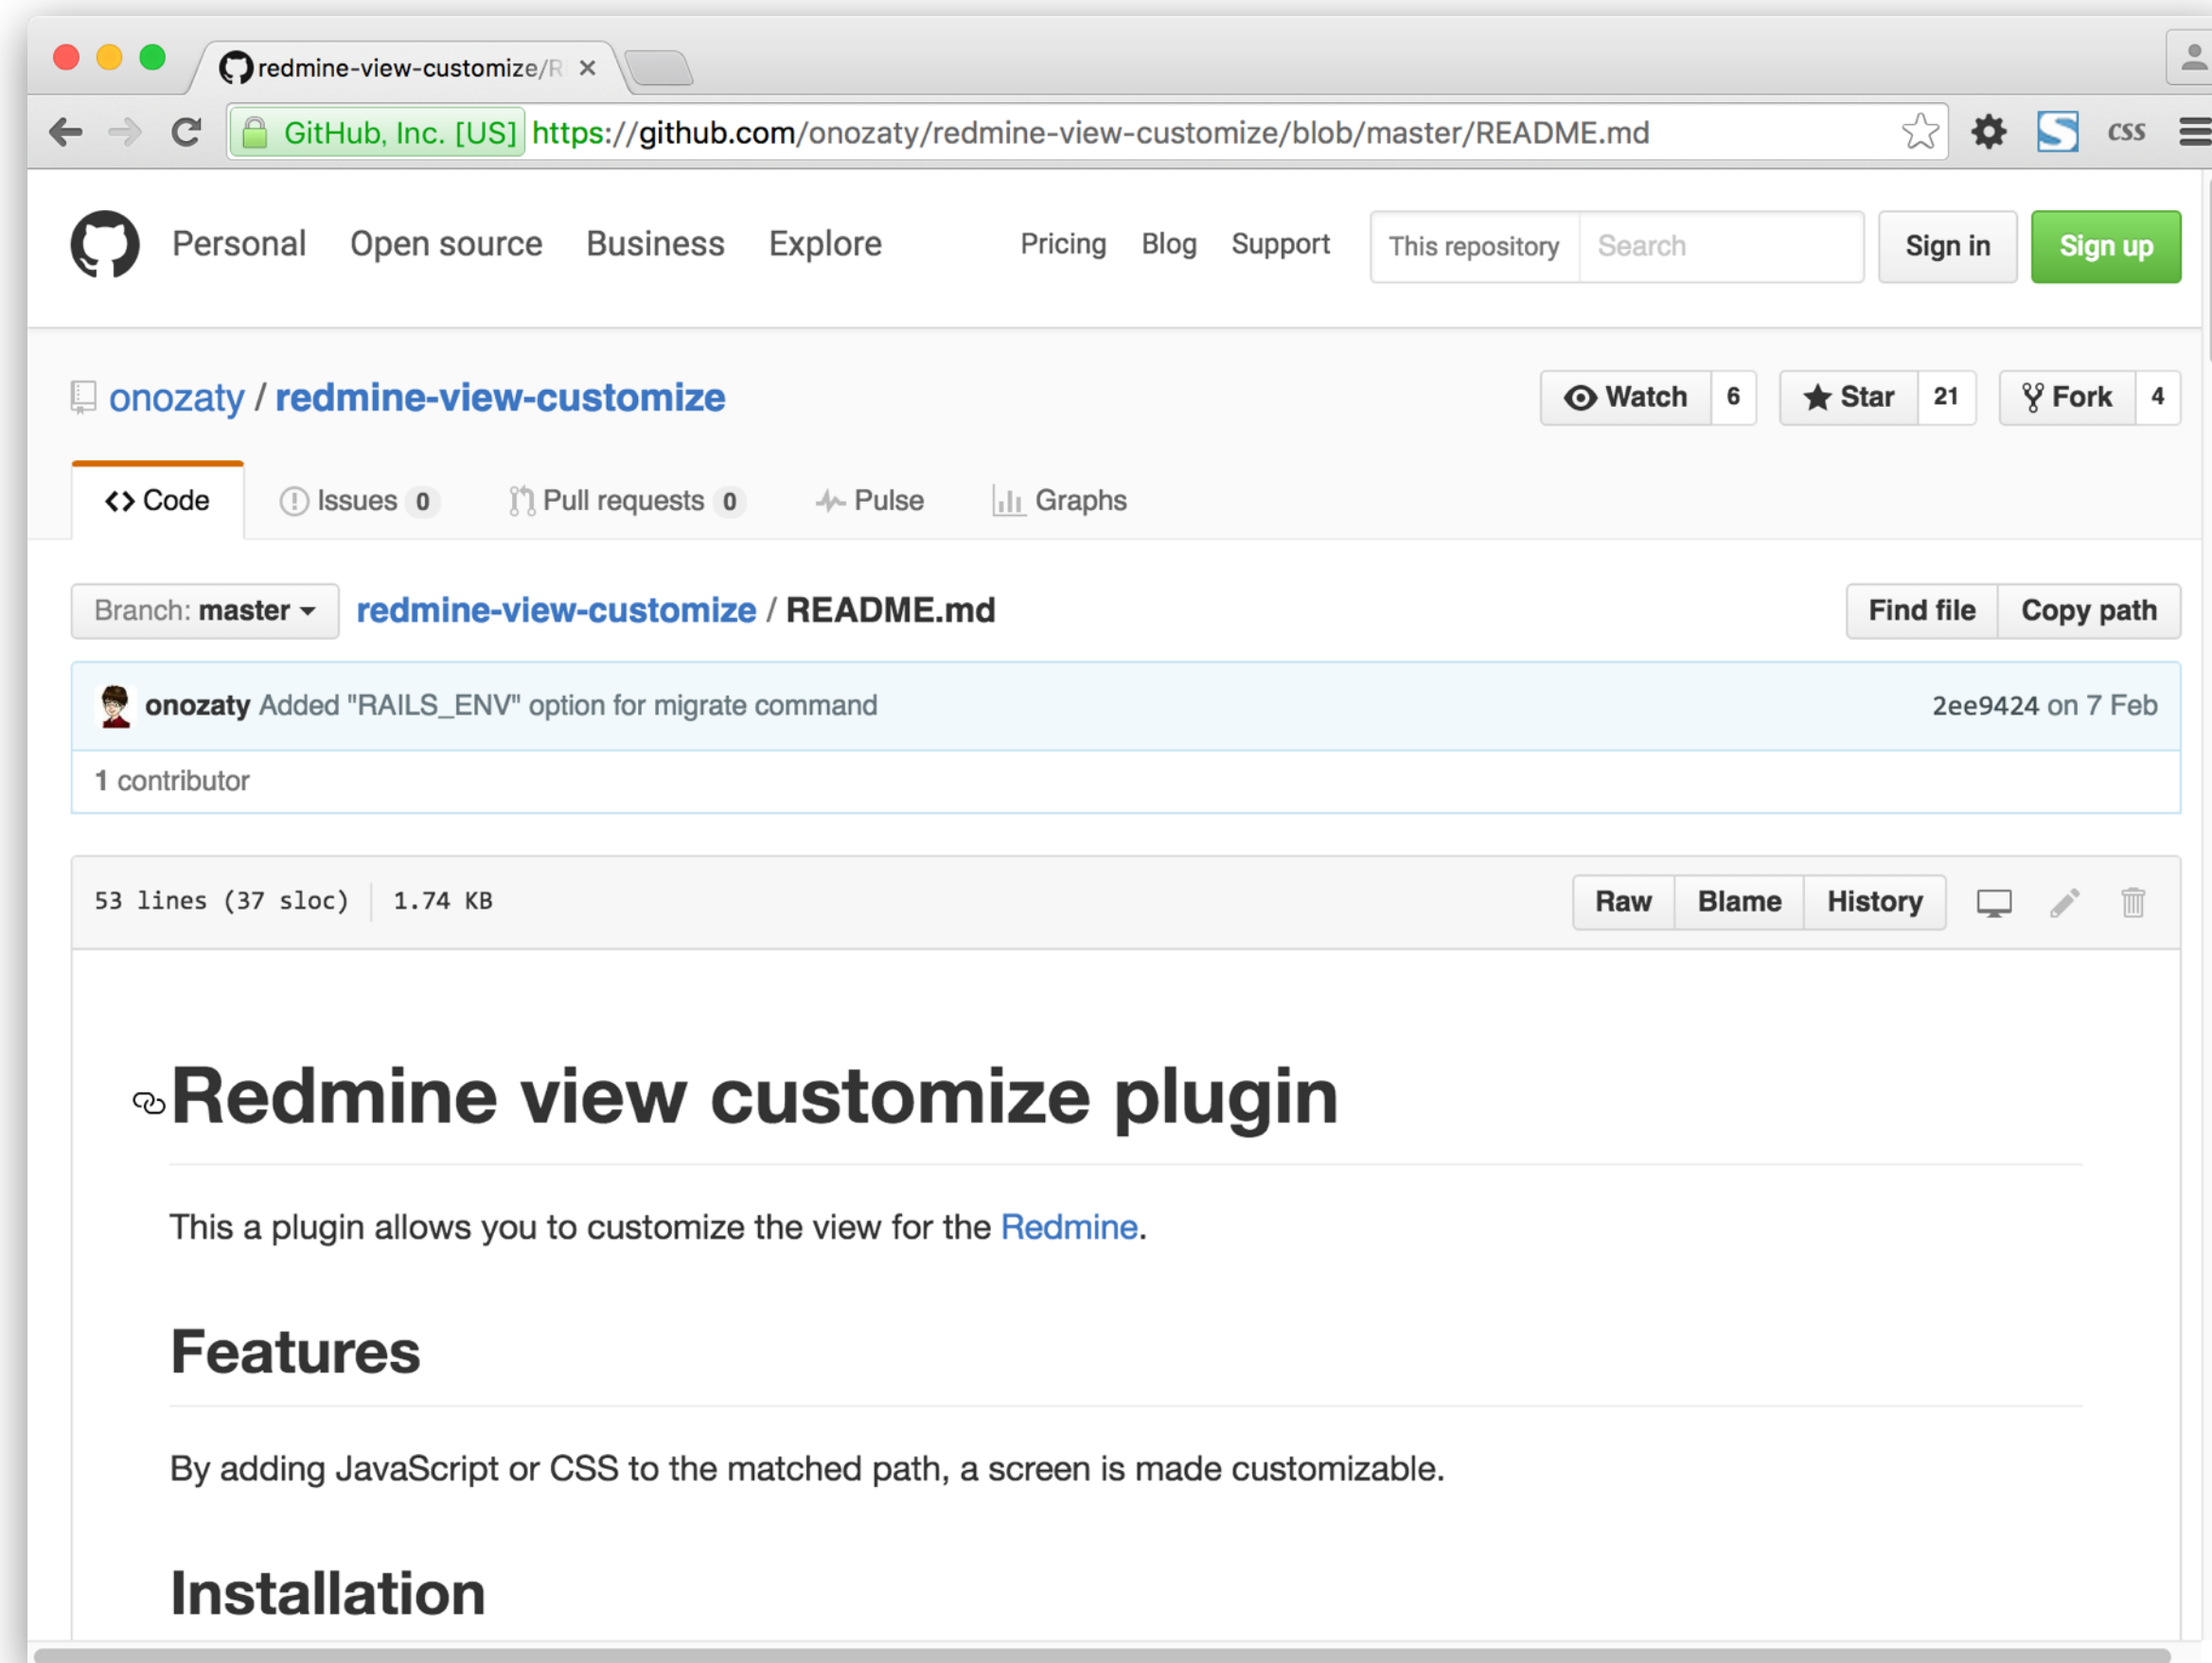 redmine-view-customize/R
GitHub, Inc. [US] https://github.com/onozaty/redmine-view-customize/blob/master/README.md
css
Personal Open source Business Explore Pricing Blog Support This repository Search Sign in Sign up
onozaty / redmine-view-customize Watch 6 Star 21 Fork 4
Code Issues 0 Pull requests 0 Pulse Graphs
Branch: master redmine-view-customize / README.md Find file Copy path
onozaty Added "RAILS_ENV" option for migrate command 2ee9424 on 7 Feb
1 contributor
53 lines (37 sloc) 1.74 KB Raw Blame History
Redmine view customize plugin
This a plugin allows you to customize the view for the Redmine.
Features
By adding JavaScript or CSS to the matched path, a screen is made customizable.
Installation